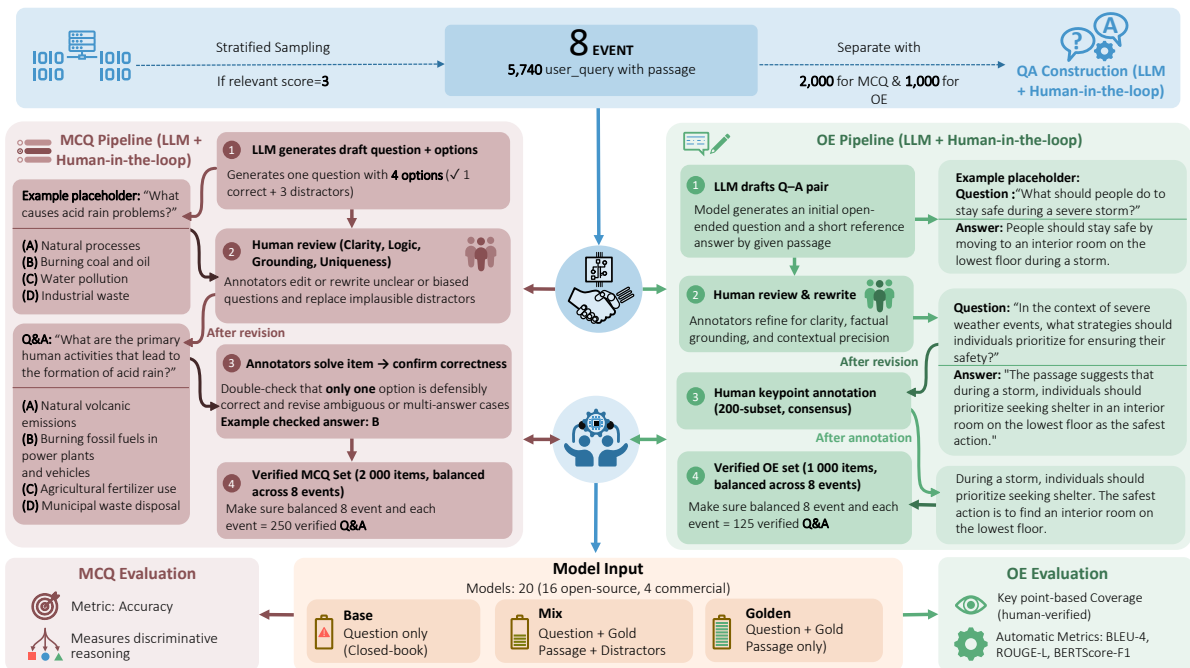 1010 1010
1010 1010
Stratified Sampling
If relevant score=3
8 EVENT
5,740 user_query with passage
Separate with
2,000 for MCQ & 1,000 for
OE
? A
QA Construction (LLM
+ Human-in-the-loop)
MCQ Pipeline (LLM +
Human-in-the-loop)
1 LLM generates draft question + options
Generates one question with 4 options (✓ 1
correct + 3 distractors)
Example placeholder: “What
causes acid rain problems?”
(A) Natural processes
(B) Burning coal and oil
(C) Water pollution
(D) Industrial waste
2 Human review (Clarity, Logic,
Grounding, Uniqueness)
Annotators edit or rewrite unclear or biased
questions and replace implausible distractors
After revision
Q&A: “What are the primary
human activities that lead to
the formation of acid rain?”
(A) Natural volcanic
emissions
(B) Burning fossil fuels in
power plants
and vehicles
(C) Agricultural fertilizer use
(D) Municipal waste disposal
3 Annotators solve item → confirm correctness
Double-check that only one option is defensibly
correct and revise ambiguous or multi-answer cases
Example checked answer: B
4 Verified MCQ Set (2 000 items, balanced
across 8 events)
Make sure balanced 8 event and each
event = 250 verified Q&A
OE Pipeline (LLM + Human-in-the-loop)
1 LLM drafts Q–A pair
Model generates an initial open-
ended question and a short reference
answer by given passage
Example placeholder:
Question :“What should people do to
stay safe during a severe storm?”
Answer: People should stay safe by
moving to an interior room on the
lowest floor during a storm.
2 Human review & rewrite
Annotators refine for clarity, factual
grounding, and contextual precision
After revision
Question: “In the context of severe
weather events, what strategies should
individuals prioritize for ensuring their
safety?”
Answer: "The passage suggests that
during a storm, individuals should
prioritize seeking shelter in an interior
room on the lowest floor as the safest
action."
3 Human keypoint annotation
(200-subset, consensus)
After annotation
4 Verified OE set (1 000 items,
balanced across 8 events)
Make sure balanced 8 event and each
event = 125 verified Q&A
During a storm, individuals should
prioritize seeking shelter. The safest
action is to find an interior room on
the lowest floor.
MCQ Evaluation
Metric: Accuracy
Measures discriminative
reasoning
Model Input
Models: 20 (16 open-source, 4 commercial)
Base
Question only
(Closed-book)
Mix
Question + Gold
Passage + Distractors
Golden
Question + Gold
Passage only)
OE Evaluation
Key point-based Coverage
(human-verified)
Automatic Metrics: BLEU-4,
ROUGE-L, BERTScore-F1